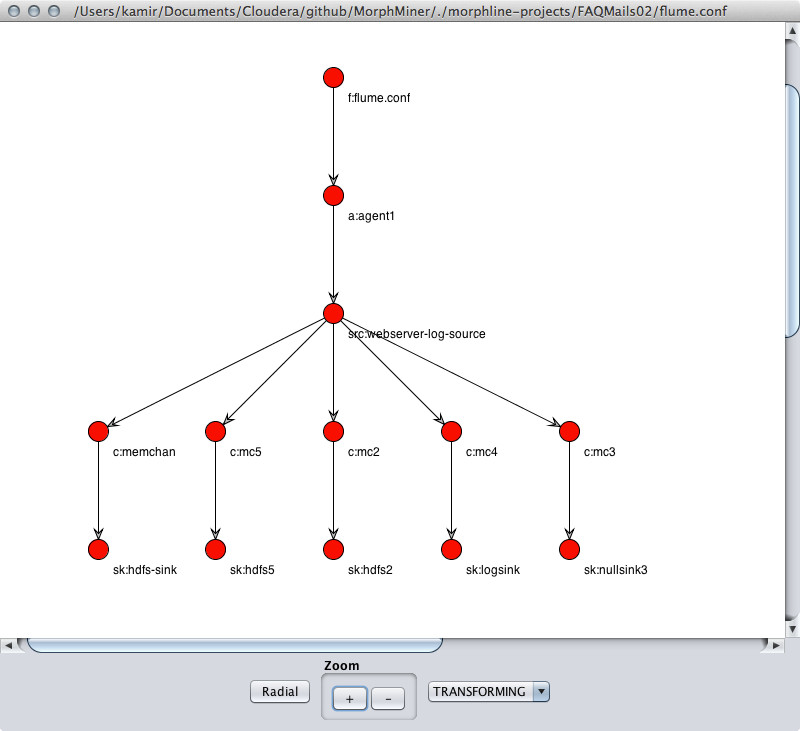 /Users/kamir/Documents/Cloudera/github/MorphMiner/./morphline-projects/FAQMails02/flume.conf
f:flume.conf
a:agent1
src:webserver-log-source
c:memchan
c:mc5
c:mc2
c:mc4
c:mc3
sk:hdfs-sink
sk:hdfs5
sk:hdfs2
sk:logsink
sk:nullsink3
Zoom
Radial
+
-
TRANSFORMING